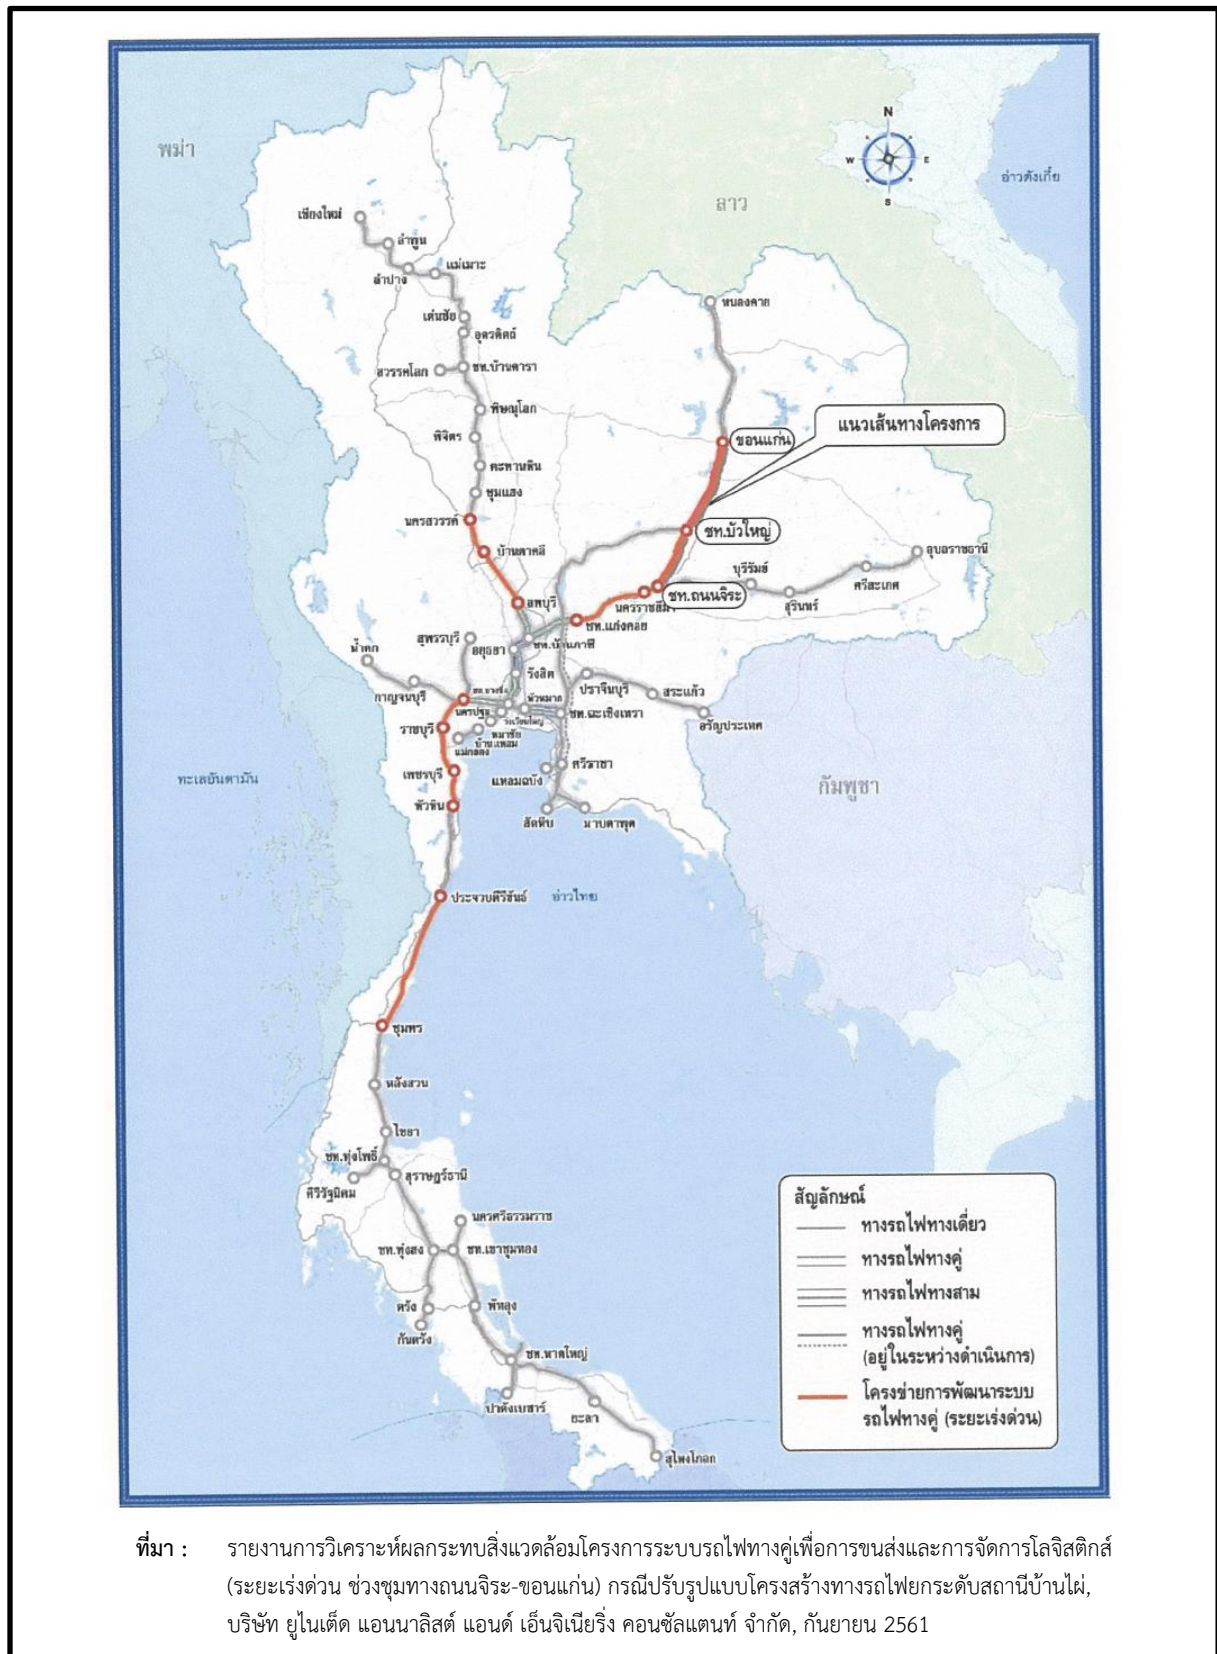 N
W
E
S
พม่า
ลาว
อ่าวตังเกี๋ย
เชียงใหม่
ลำพูน
ลำปาง
แม่เมาะ
เด่นชัย
อุตรดิตถ์
สวรรคโลก
ชท.บ้านดารา
พิษณุโลก
พิจิตร
ตะพานหิน
ชุมแสง
นครสวรรค์
บ้านตาคลี
ลพบุรี
หนองคาย
ขอนแก่น
แนวเส้นทางโครงการ
ชท.บัวใหญ่
อุบลราชธานี
บุรีรัมย์
ศรีสะเกศ
สุรินทร์
ชท.ถนนจิระ
นครราชสีมา
ชท.แก่งคอย
ชท.บ้านภาชี
สุพรรบุรี
อยุธยา
น้ำตก
รังสิต
กาญจนบุรี
ปราจีนบุรี
สระแก้ว
อรัญประเทศ
หัวหมาก
ชท.ฉะเชิงเทรา
นครปฐม
วงเวียนใหญ่
มหาชัย
บ้านแหลม
แม่กลอง
ราชบุรี
เพชรบุรี
หัวหิน
ศรีราชา
แหลมฉบัง
สัตหีบ
มาบตาพุด
ทะเลอันดามัน
กัมพูชา
ประจวบคีรีขันธ์
อ่าวไทย
ชุมพร
หลังสวน
ไชยา
ชท.ทุ่งโพธิ์
สุราษฎร์ธานี
คีรีรัฐนิคม
นครศรีธรรมราช
ชท.ทุ่งสง
ชท.เขาชุมทอง
ตรัง
กันตรัง
พัทลุง
ชท.หาดใหญ่
ปาดังเบซาร์
ยะลา
สุไหงโกลก
สัญลักษณ์
ทางรถไฟทางเดี่ยว
ทางรถไฟทางคู่
ทางรถไฟทางสาม
ทางรถไฟทางคู่
(อยู่ในระหว่างดำเนินการ)
โครงข่ายการพัฒนาระบบ
รถไฟทางคู่ (ระยะเร่งด่วน)
ที่มา : รายงานการวิเคราะห์ผลกระทบสิ่งแวดล้อมโครงการระบบรถไฟทางคู่เพื่อการขนส่งและการจัดการโลจิสติกส์
(ระยะเร่งด่วน ช่วงชุมทางถนนจิระ-ขอนแก่น) กรณีปรับรูปแบบโครงสร้างทางรถไฟยกระดับสถานีบ้านไผ่,
บริษัท ยูไนเต็ด แอนนาลิสต์ แอนด์ เอ็นจิเนียริ่ง คอนซัลแตนท์ จำกัด, กันยายน 2561